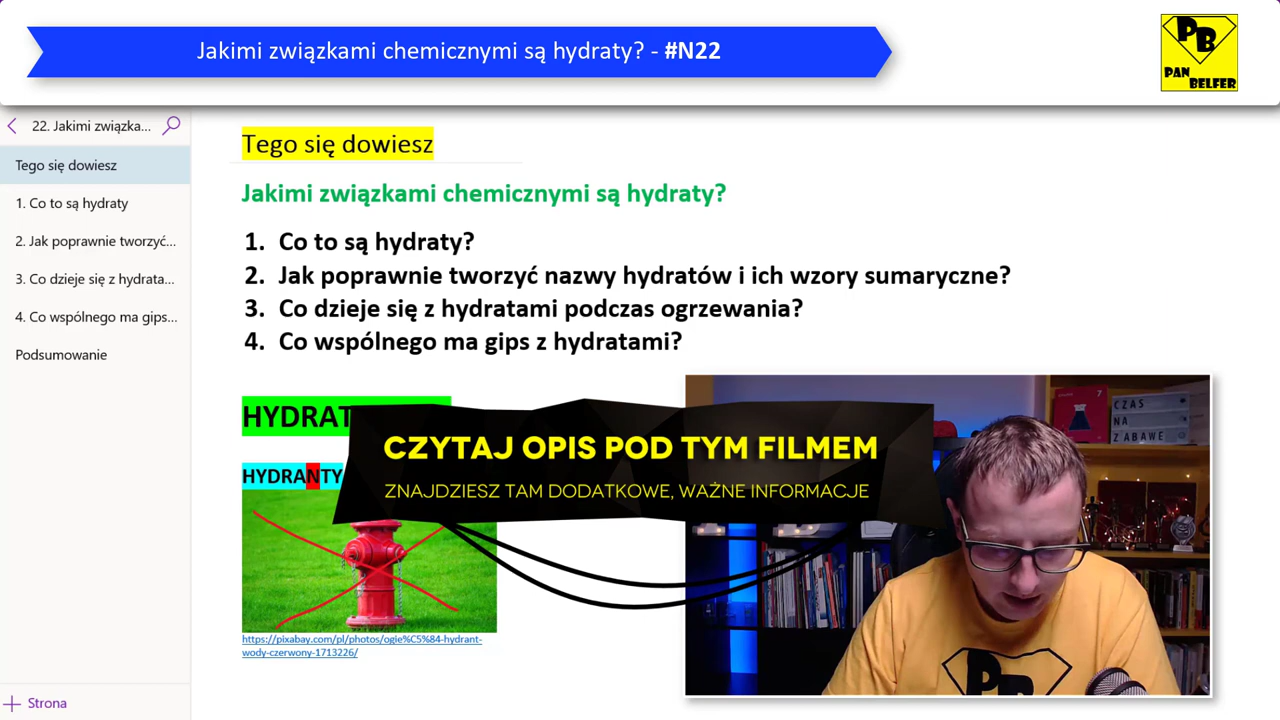 Jakimi związkami chemicznymi są hydraty? - #N22
PB
PAN
BELFER
22. Jakimi związka...
Tego się dowiesz
1. Co to są hydraty
2. Jak poprawnie tworzyć...
3. Co dzieje się z hydrata...
4. Co wspólnego ma gips...
Podsumowanie
Strona
Tego się dowiesz
Jakimi związkami chemicznymi są hydraty?
1. Co to są hydraty?
2. Jak poprawnie tworzyć nazwy hydratów i ich wzory sumaryczne?
3. Co dzieje się z hydratami podczas ogrzewania?
4. Co wspólnego ma gips z hydratami?
HYDRAT
HYDRANTY
https://pixabay.com/pl/photos/ogie%C5%84-hydrant-
wody-czerwony-1713226/
CZYTAJ OPIS POD TYM FILMEM
ZNAJDZIESZ TAM DODATKOWE, WAŻNE INFORMACJE
7
CZAS
NA
ZABAWE
PB